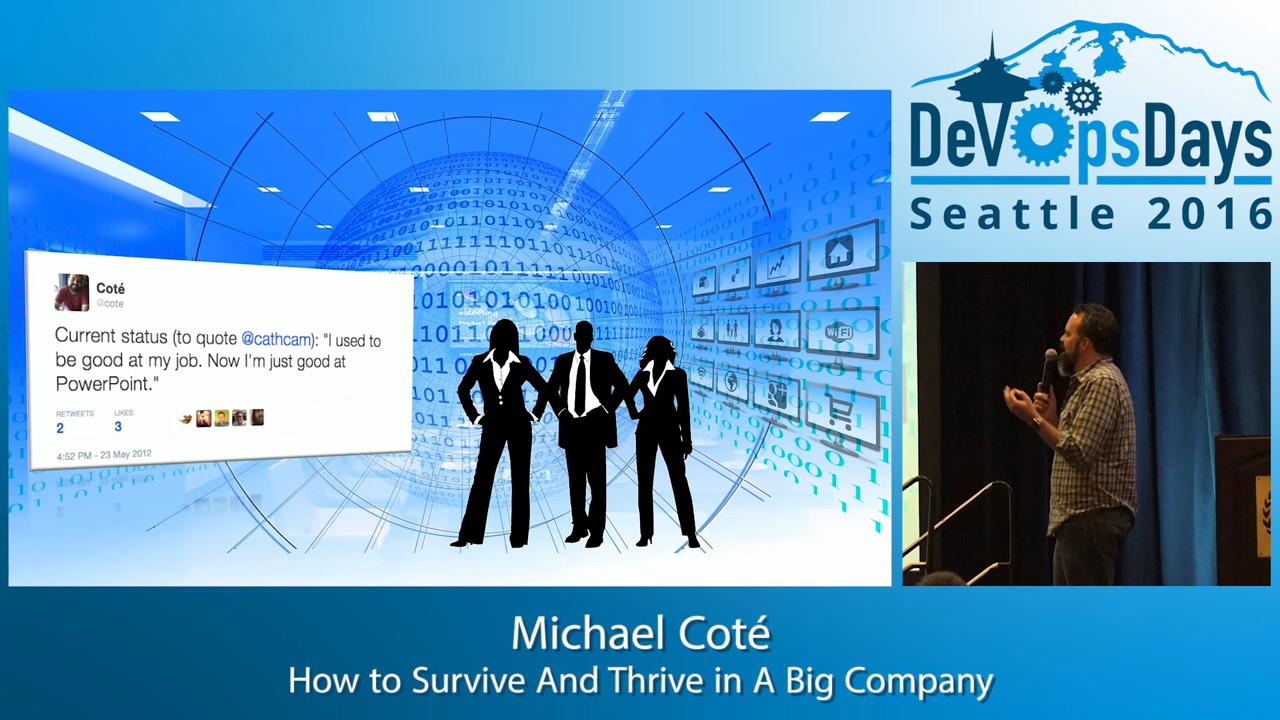 DevOpsDays
Seattle 2016
Coté
@cote
Current status (to quote @cathcam): "I used to
be good at my job. Now I'm just good at
PowerPoint."
RETWEETS
LIKES
2
3
4:52 PM - 23 May 2012
WiFi
Michael Coté
How to Survive And Thrive in A Big Company